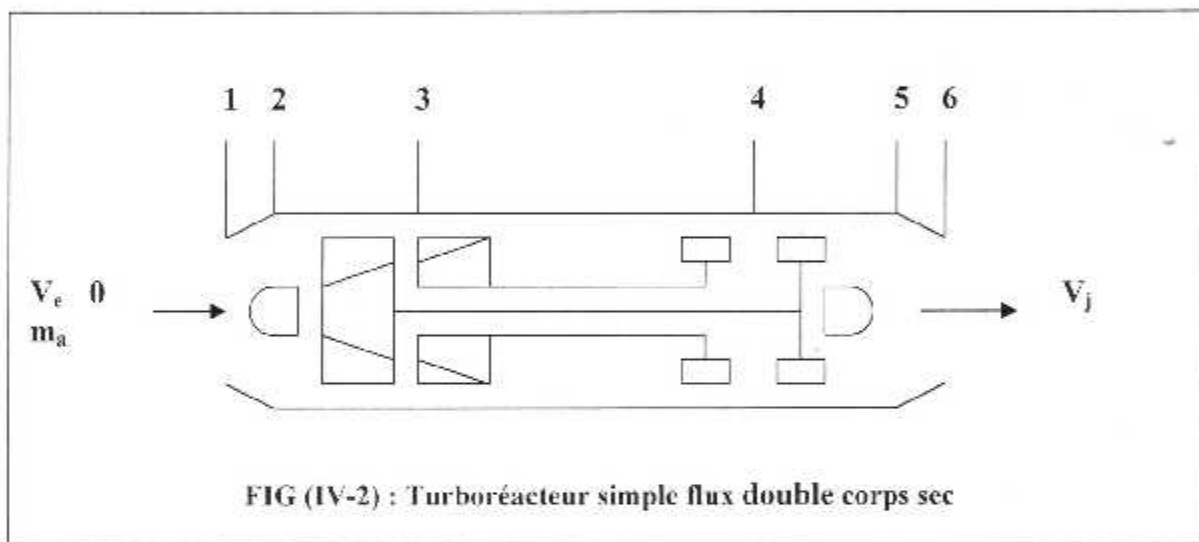 1 2 3 4 5 6
Ve 0
ma
Vj
FIG (IV-2) : Turboréacteur simple flux double corps sec